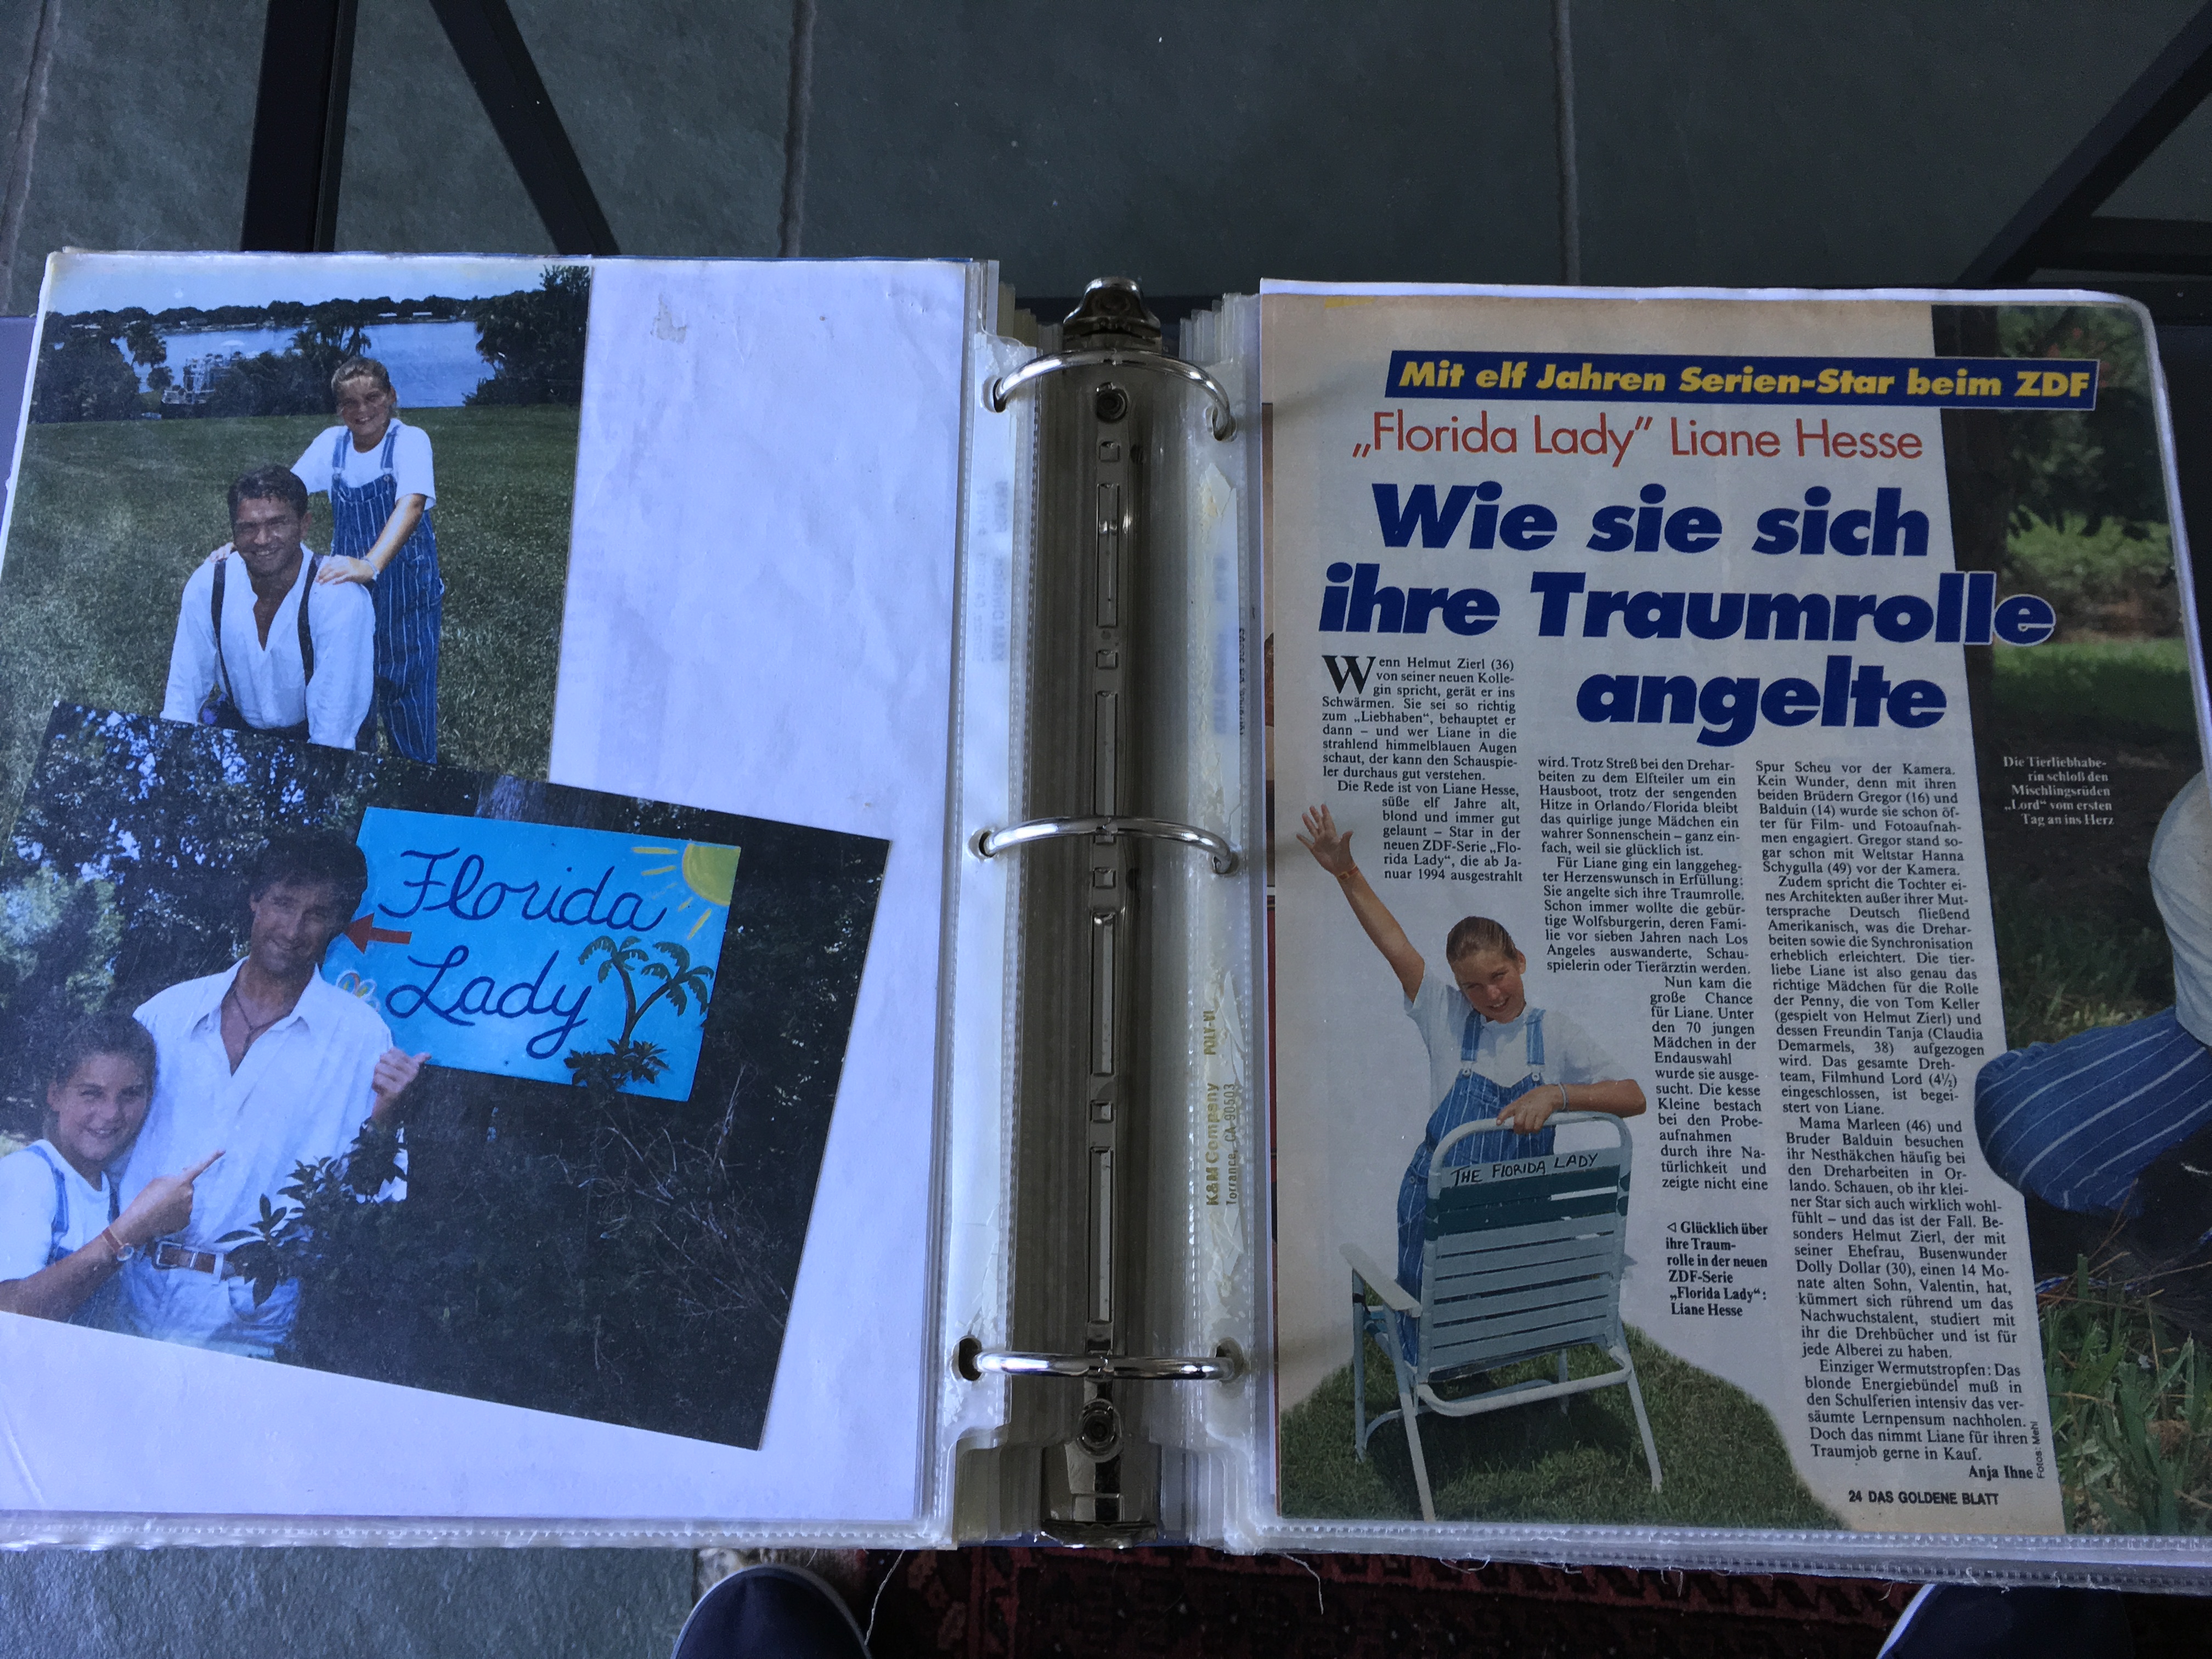 Florida
Lady
K&M Company
Torrance, CA 90503
POLY-VI
Mit elf Jahren Serien-Star beim ZDF
„Florida Lady” Liane Hesse
Wie sie sich
ihre Traumrolle
angelte
Wenn Helmut Zierl (36)
von seiner neuen Kolle-
gin spricht, gerät er ins
Schwärmen. Sie sei so richtig
zum „Liebhaben“, behauptet er
dann – und wer Liane in die
strahlend himmelblauen Augen
schaut, der kann den Schauspie-
ler durchaus gut verstehen.
Die Rede ist von Liane Hesse,
süße elf Jahre alt,
blond und immer gut
gelaunt – Star in der
neuen ZDF-Serie „Flo-
rida Lady“, die ab Ja-
nuar 1994 ausgestrahlt
wird. Trotz Streß bei den Drehar-
beiten zu dem Elfteiler um ein
Hausboot, trotz der sengenden
Hitze in Orlando/Florida bleibt
das quirlige junge Mädchen ein
wahrer Sonnenschein – ganz ein-
fach, weil sie glücklich ist.
Für Liane ging ein langgeheg-
ter Herzenswunsch in Erfüllung:
Sie angelte sich ihre Traumrolle.
Schon immer wollte die gebür-
tige Wolfsburgerin, deren Fami-
lie vor sieben Jahren nach Los
Angeles auswanderte, Schau-
spielerin oder Tierärztin werden.
Nun kam die
große Chance
für Liane. Unter
den 70 jungen
Mädchen in der
Endauswahl
wurde sie ausge-
sucht. Die kesse
Kleine bestach
bei den Probe-
aufnahmen
durch ihre Na-
türlichkeit und
zeigte nicht eine
Spur Scheu vor der Kamera.
Kein Wunder, denn mit ihren
beiden Brüdern Gregor (16) und
Balduin (14) wurde sie schon öf-
ter für Film- und Fotoaufnah-
men engagiert. Gregor stand so-
gar schon mit Weltstar Hanna
Schygulla (49) vor der Kamera.
Zudem spricht die Tochter ei-
nes Architekten außer ihrer Mut-
tersprache Deutsch fließend
Amerikanisch, was die Drehar-
beiten sowie die Synchronisation
erheblich erleichtert. Die tier-
liebe Liane ist also genau das
richtige Mädchen für die Rolle
der Penny, die von Tom Keller
(gespielt von Helmut Zierl) und
dessen Freundin Tanja (Claudia
Demarmels, 38) aufgezogen
wird. Das gesamte Dreh-
team, Filmhund Lord (4½)
eingeschlossen, ist begei-
stert von Liane.
Mama Marleen (46) und
Bruder Balduin besuchen
ihr Nesthäkchen häufig bei
den Dreharbeiten in Or-
lando. Schauen, ob ihr klei-
ner Star sich auch wirklich wohl-
fühlt – und das ist der Fall. Be-
sonders Helmut Zierl, der mit
seiner Ehefrau, Busenwunder
Dolly Dollar (30), einen 14 Mo-
nate alten Sohn, Valentin, hat,
kümmert sich rührend um das
Nachwuchstalent, studiert mit
ihr die Drehbücher und ist für
jede Alberei zu haben.
Einziger Wermutstropfen: Das
blonde Energiebündel muß in
den Schulferien intensiv das ver-
säumte Lernpensum nachholen.
Doch das nimmt Liane für ihren
Traumjob gerne in Kauf.
Anja Ihne
Fotos: Mehl
THE FLORIDA LADY
◁ Glücklich über
ihre Traum-
rolle in der neuen
ZDF-Serie
„Florida Lady“:
Liane Hesse
Die Tierliebhabe-
rin schloß den
Mischlingsrüden
„Lord“ vom ersten
Tag an ins Herz
24 DAS GOLDENE BLATT